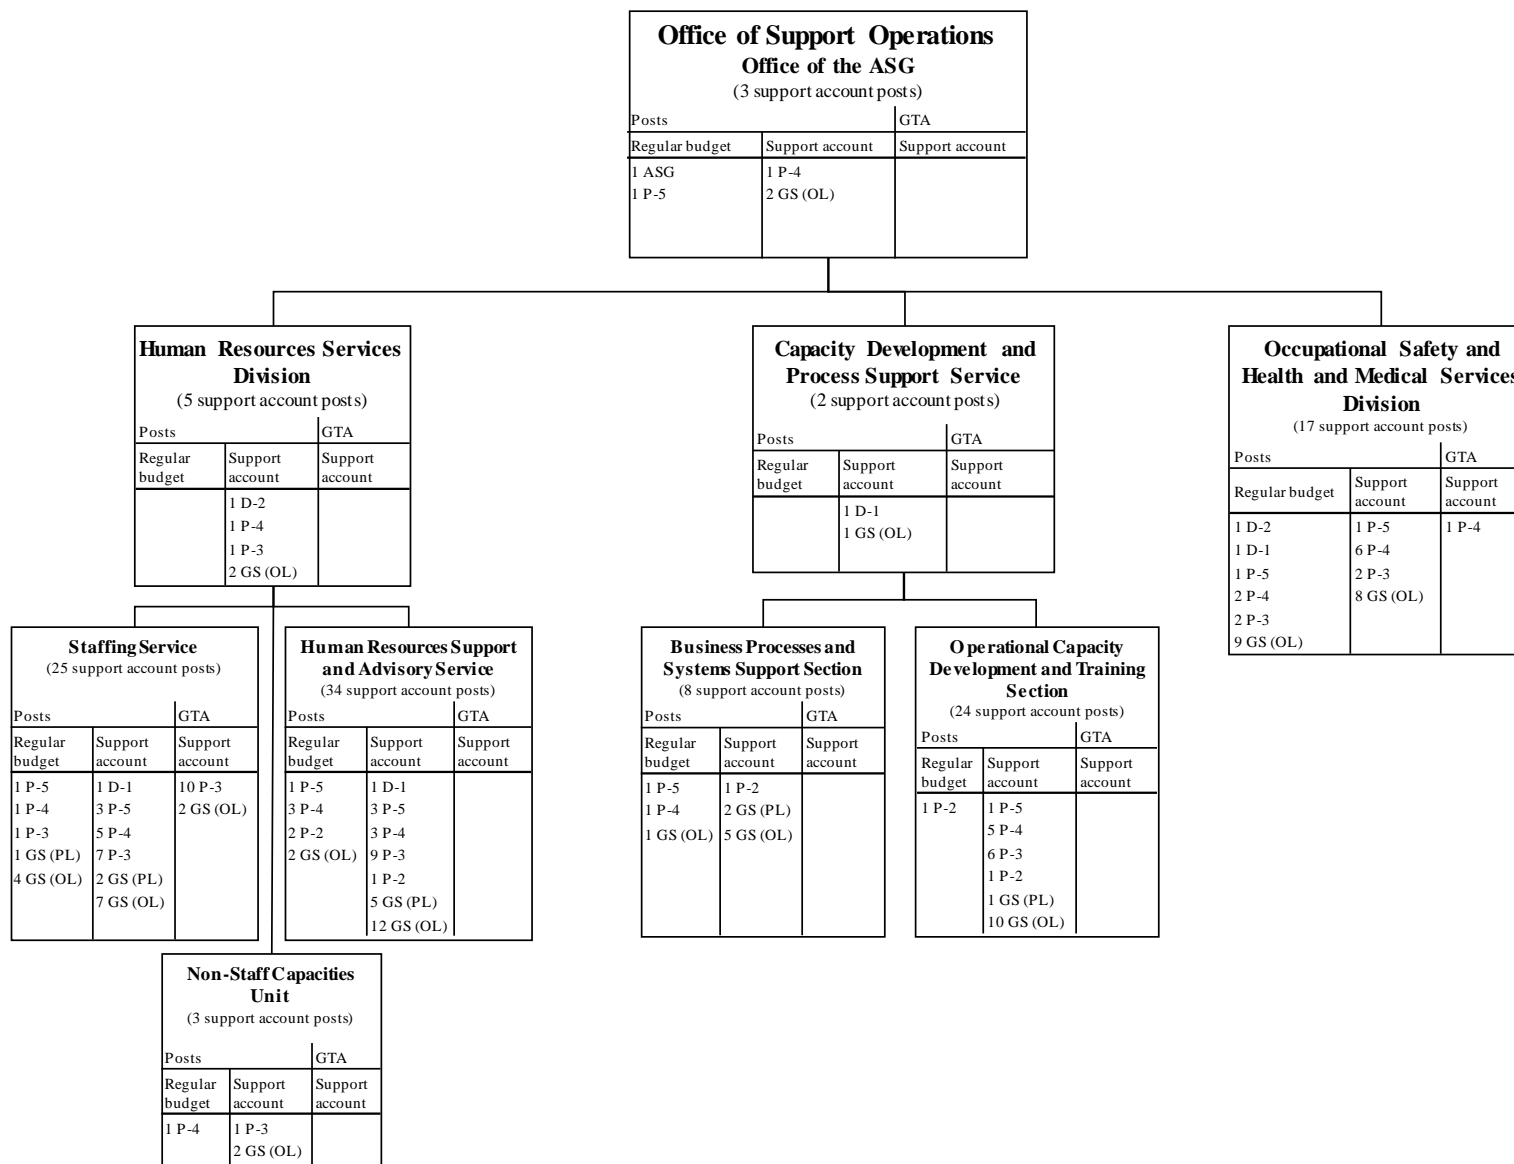 Office of Support Operations
Office of the ASG
(3 support account posts)
Posts GTA
Regular budget Support account Support account
1 ASG 1 P-4
1 P-5 2 GS (OL)
Human Resources Services
Division
(5 support account posts)
Posts GTA
Regular Support Support
budget account account
1 D-2
1 P-4
1 P-3
2 GS (OL)
Capacity Development and
Process Support Service
(2 support account posts)
Posts GTA
Regular Support Support
budget account account
1 D-1
1 GS (OL)
Occupational Safety and
Health and Medical Services
Division
(17 support account posts)
Posts GTA
Regular budget Support account Support account
1 D-2 1 P-5 1 P-4
1 D-1 6 P-4
1 P-5 2 P-3
2 P-4 8 GS (OL)
2 P-3
9 GS (OL)
Staffing Service
(25 support account posts)
Posts GTA
Regular Support Support
budget account account
1 P-5 1 D-1 10 P-3
1 P-4 3 P-5 2 GS (OL)
1 P-3 5 P-4
1 GS (PL) 7 P-3
4 GS (OL) 2 GS (PL)
7 GS (OL)
Human Resources Support
and Advisory Service
(34 support account posts)
Posts GTA
Regular Support Support
budget account account
1 P-5 1 D-1
3 P-4 3 P-5
2 P-2 3 P-4
2 GS (OL) 9 P-3
1 P-2
5 GS (PL)
12 GS (OL)
Business Processes and
Systems Support Section
(8 support account posts)
Posts GTA
Regular Support Support
budget account account
1 P-5 1 P-2
1 P-4 2 GS (PL)
1 GS (OL) 5 GS (OL)
Operational Capacity
Development and Training
Section
(24 support account posts)
Posts GTA
Regular Support Support
budget account account
1 P-2 1 P-5
5 P-4
6 P-3
1 P-2
1 GS (PL)
10 GS (OL)
Non-Staff Capacities
Unit
(3 support account posts)
Posts GTA
Regular Support Support
budget account account
1 P-4 1 P-3
2 GS (OL)